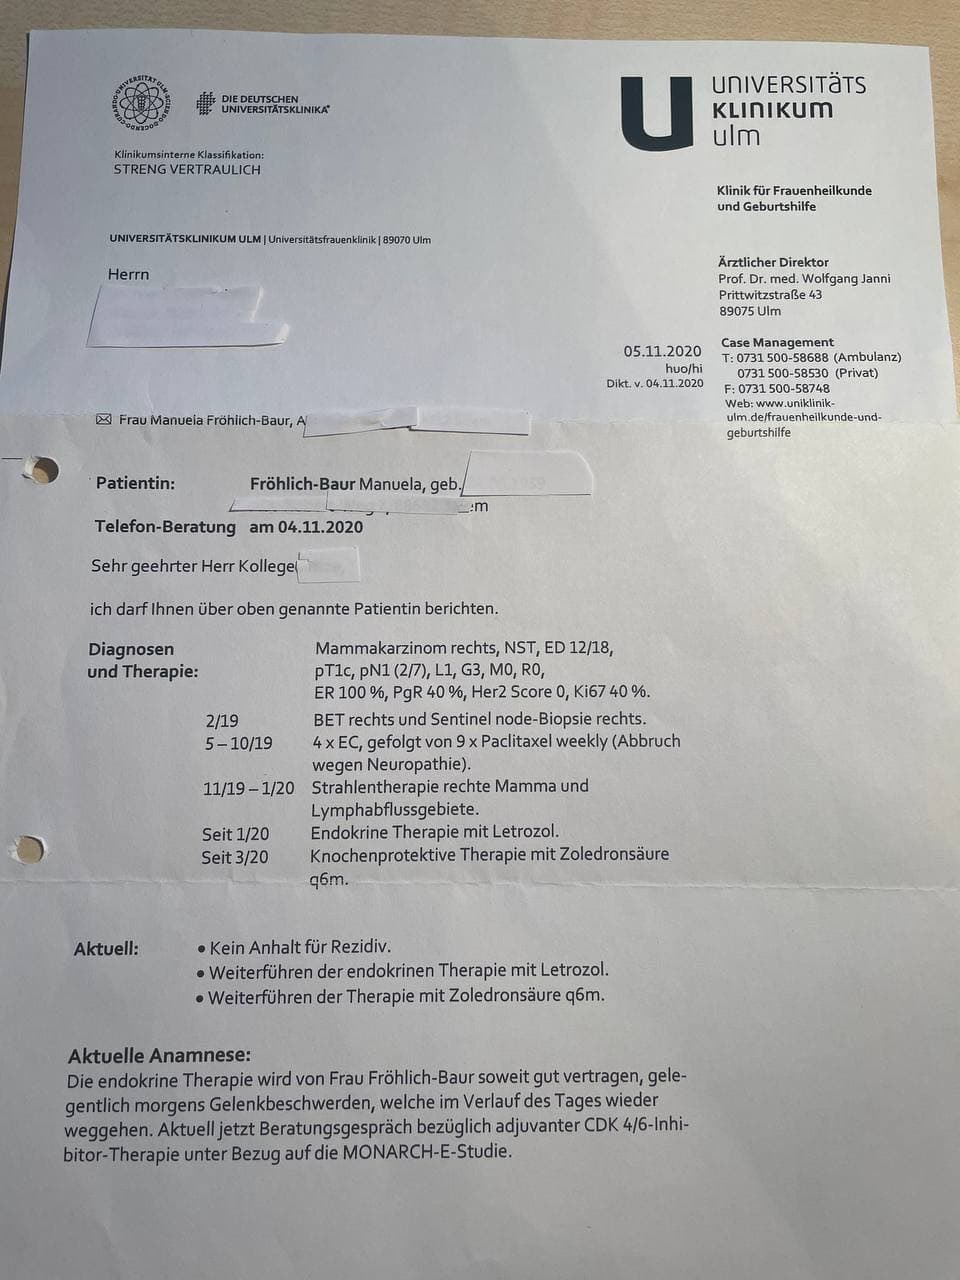 UNIVERSITÄT ULM · SCIENDO · DOCENDO · CURANDO
DIE DEUTSCHEN
UNIVERSITÄTSKLINIKA
UNIVERSITÄTS
KLINIKUM
ulm
Klinikumsinterne Klassifikation:
STRENG VERTRAULICH
Klinik für Frauenheilkunde
und Geburtshilfe
UNIVERSITÄTSKLINIKUM ULM | Universitätsfrauenklinik | 89070 Ulm
Herrn
Ärztlicher Direktor
Prof. Dr. med. Wolfgang Janni
Prittwitzstraße 43
89075 Ulm
05.11.2020
huo/hi
Dikt. v. 04.11.2020
Case Management
T: 0731 500-58688 (Ambulanz)
0731 500-58530 (Privat)
F: 0731 500-58748
Web: www.uniklinik-
ulm.de/frauenheilkunde-und-
geburtshilfe
Frau Manuela Fröhlich-Baur, A
Patientin: Fröhlich-Baur Manuela, geb.
Telefon-Beratung am 04.11.2020
Sehr geehrter Herr Kollege
ich darf Ihnen über oben genannte Patientin berichten.
Diagnosen
und Therapie:
Mammakarzinom rechts, NST, ED 12/18,
pT1c, pN1 (2/7), L1, G3, M0, R0,
ER 100 %, PgR 40 %, Her2 Score 0, Ki67 40 %.
2/19 BET rechts und Sentinel node-Biopsie rechts.
5 – 10/19 4 x EC, gefolgt von 9 x Paclitaxel weekly (Abbruch
wegen Neuropathie).
11/19 – 1/20 Strahlentherapie rechte Mamma und
Lymphabflussgebiete.
Seit 1/20 Endokrine Therapie mit Letrozol.
Seit 3/20 Knochenprotektive Therapie mit Zoledronsäure
q6m.
Aktuell: • Kein Anhalt für Rezidiv.
• Weiterführen der endokrinen Therapie mit Letrozol.
• Weiterführen der Therapie mit Zoledronsäure q6m.
Aktuelle Anamnese:
Die endokrine Therapie wird von Frau Fröhlich-Baur soweit gut vertragen, gele-
gentlich morgens Gelenkbeschwerden, welche im Verlauf des Tages wieder
weggehen. Aktuell jetzt Beratungsgespräch bezüglich adjuvanter CDK 4/6-Inhi-
bitor-Therapie unter Bezug auf die MONARCH-E-Studie.